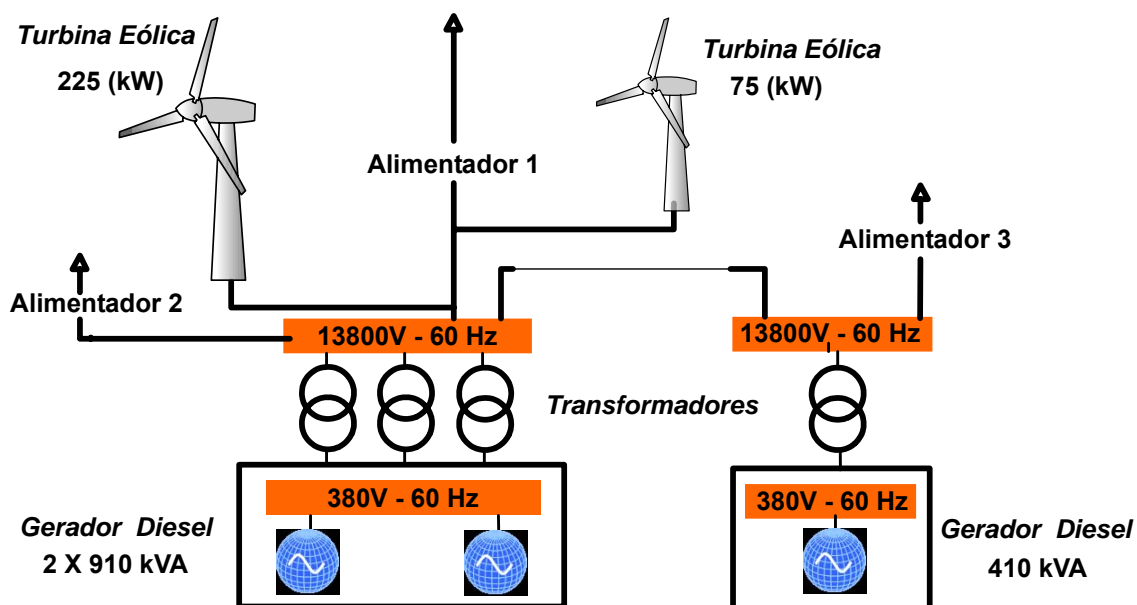 Turbina Eólica
225 (kW)
Turbina Eólica
75 (kW)
Alimentador 1
Alimentador 3
Alimentador 2
13800V - 60 Hz
13800V - 60 Hz
Transformadores
380V - 60 Hz
380V - 60 Hz
Gerador Diesel
2 X 910 kVA
Gerador Diesel
410 kVA